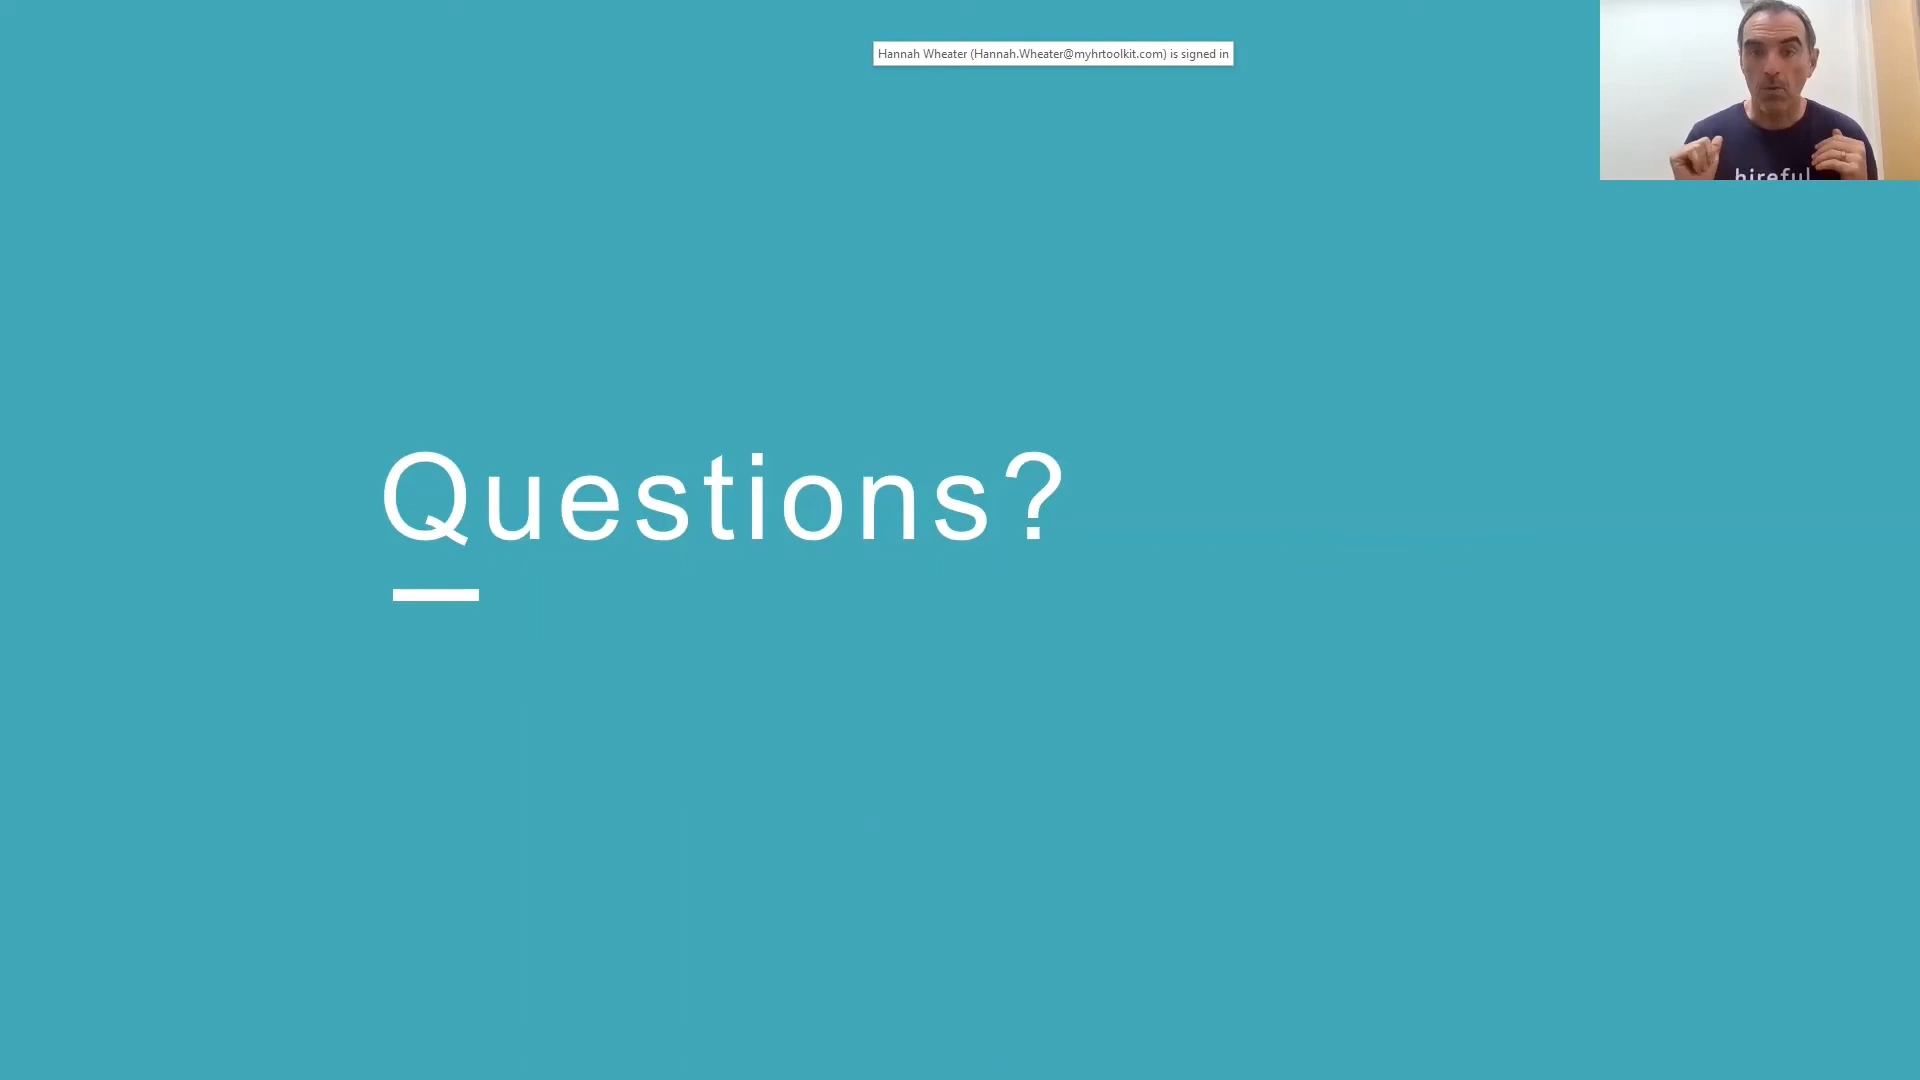 Hannah Wheater (Hannah.Wheater@myhrtoolkit.com) is signed in
hireful
Questions?